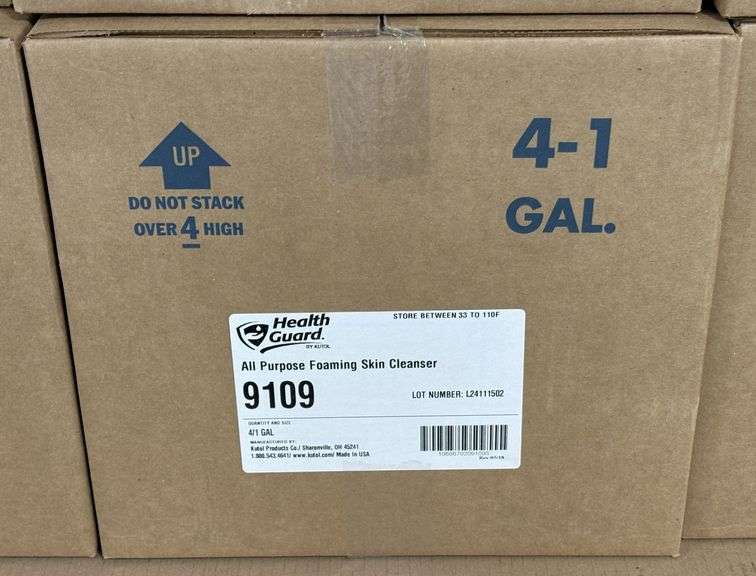 UP
DO NOT STACK
OVER 4 HIGH
4-1
GAL.
Health
Guard.
BY KUTOL
STORE BETWEEN 33 TO 110F
All Purpose Foaming Skin Cleanser
9109
LOT NUMBER: L24111502
QUANTITY AND SIZE
4/1 GAL
MANUFACTURED BY:
Kutol Products Co./ Sharonville, OH 45241
1.800.543.4641/ www.kutol.com/ Made in USA